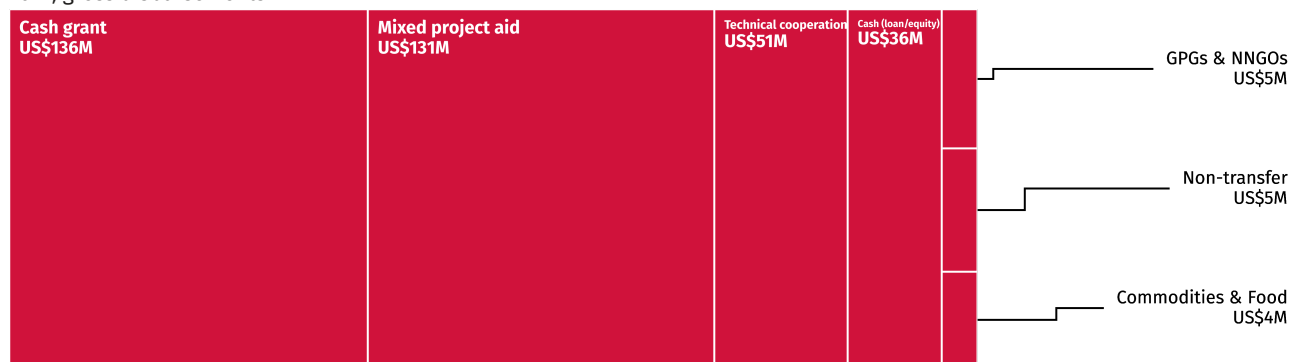 Cash grant
US$136M
Mixed project aid
US$131M
Technical cooperation
US$51M
Cash (loan/equity)
US$36M
GPGs & NNGOs
US$5M
Non-transfer
US$5M
Commodities & Food
US$4M